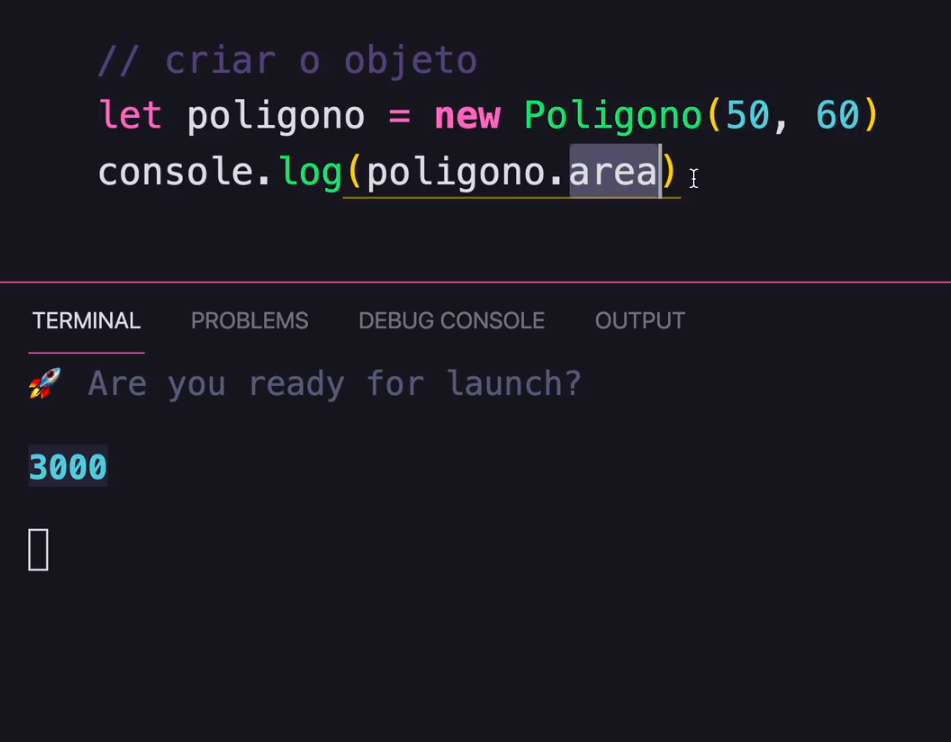 // criar o objeto
let poligono = new Poligono(50, 60)
console.log(poligono.area)
TERMINAL PROBLEMS DEBUG CONSOLE OUTPUT
🚀 Are you ready for launch?
3000